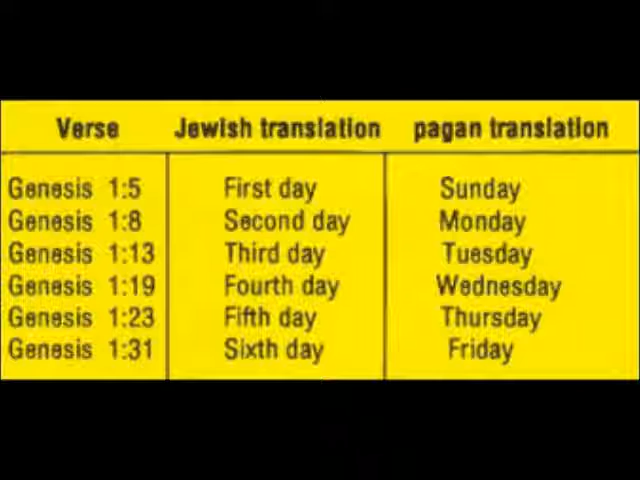 Verse Jewish translation pagan translation
Genesis 1:5 First day Sunday
Genesis 1:8 Second day Monday
Genesis 1:13 Third day Tuesday
Genesis 1:19 Fourth day Wednesday
Genesis 1:23 Fifth day Thursday
Genesis 1:31 Sixth day Friday